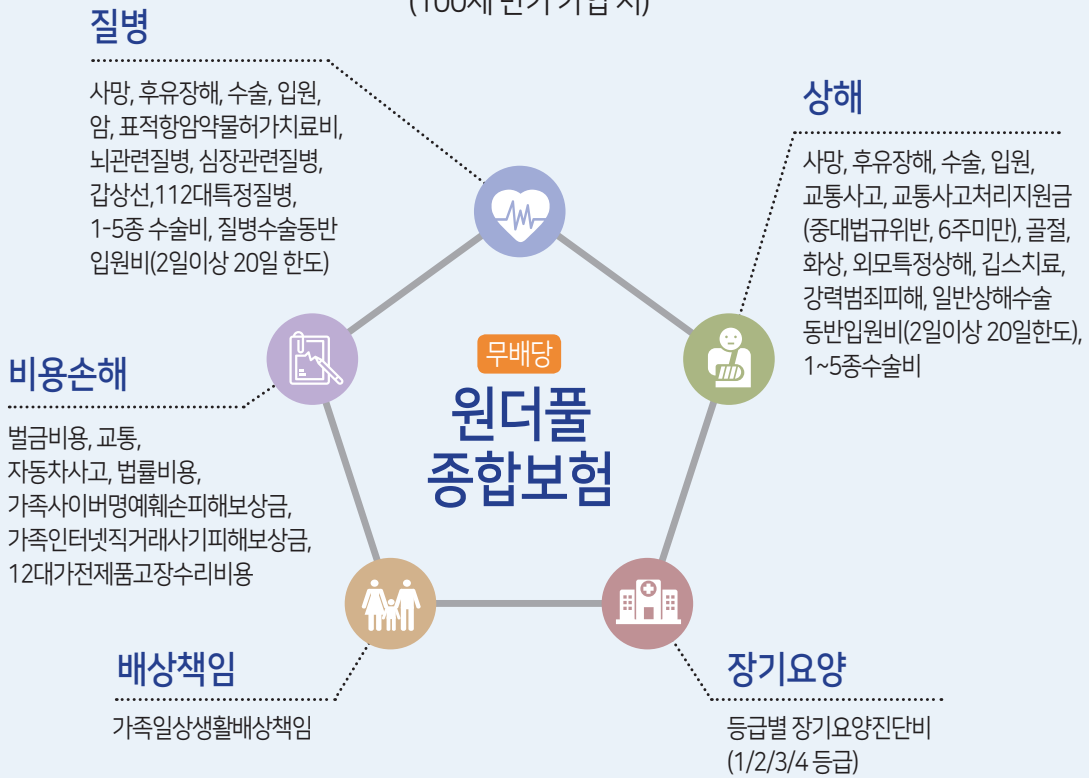 (100세 만기 가입 시)
질병
사망, 후유장해, 수술, 입원,
암, 표적항암약물허가치료비,
뇌관련질병, 심장관련질병,
갑상선,112대특정질병,
1-5종 수술비, 질병수술동반
입원비(2일이상 20일 한도)
상해
사망, 후유장해, 수술, 입원,
교통사고, 교통사고처리지원금
(중대법규위반, 6주미만), 골절,
화상, 외모특정상해, 깁스치료,
강력범죄피해, 일반상해수술
동반입원비(2일이상 20일한도),
1~5종수술비
무배당
원더풀
종합보험
비용손해
벌금비용, 교통,
자동차사고, 법률비용,
가족사이버명예훼손피해보상금,
가족인터넷직거래사기피해보상금,
12대가전제품고장수리비용
배상책임
가족일상생활배상책임
장기요양
등급별 장기요양진단비
(1/2/3/4 등급)